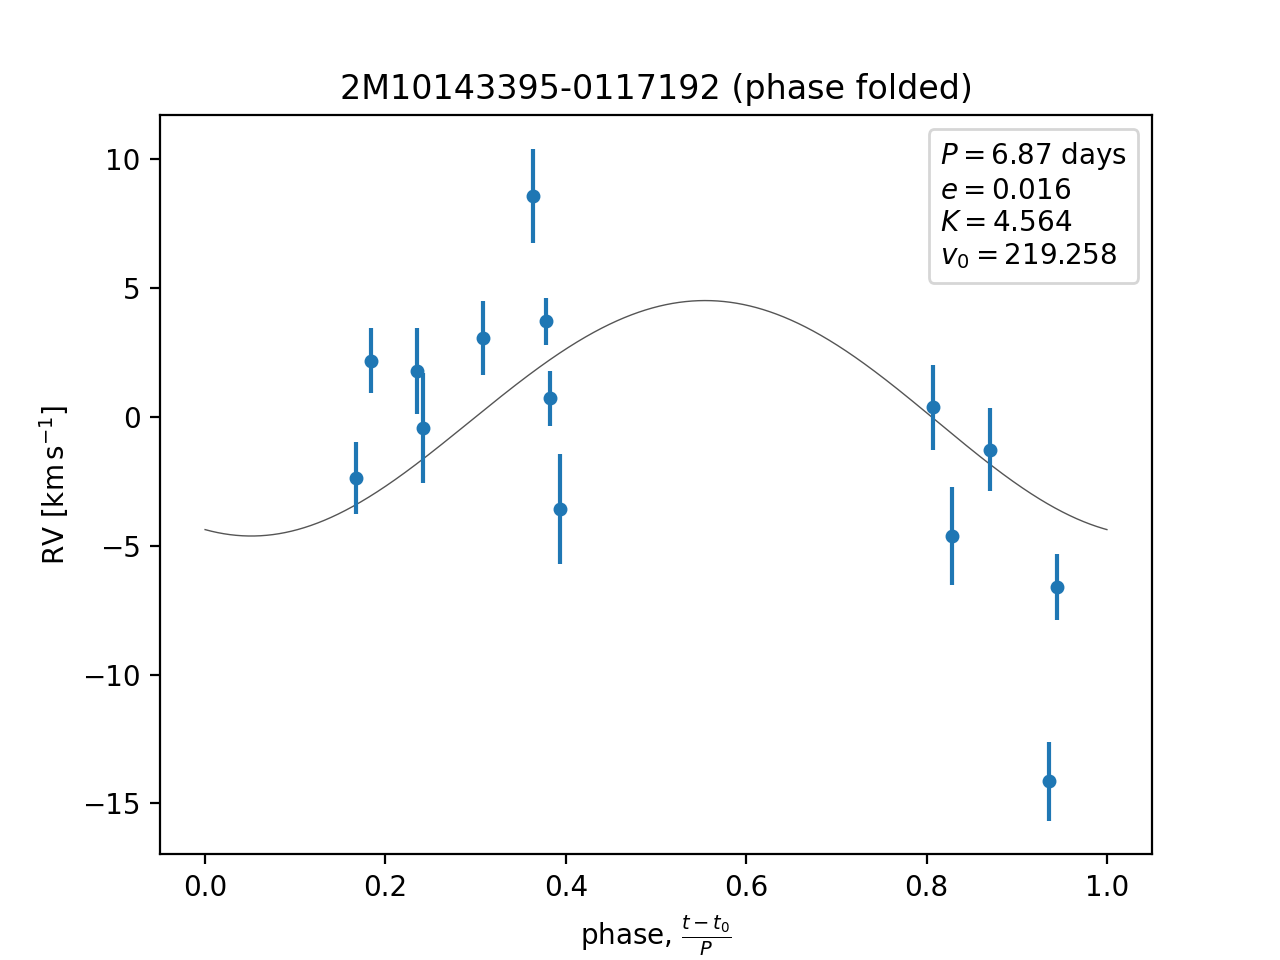 2M10143395-0117192 (phase folded)
P = 6.87 days
e = 0.016
K = 4.564
v₀ = 219.258
10
5
0
−5
−10
−15
RV [km s⁻¹]
0.0 0.2 0.4 0.6 0.8 1.0
phase, (t − t₀)/P